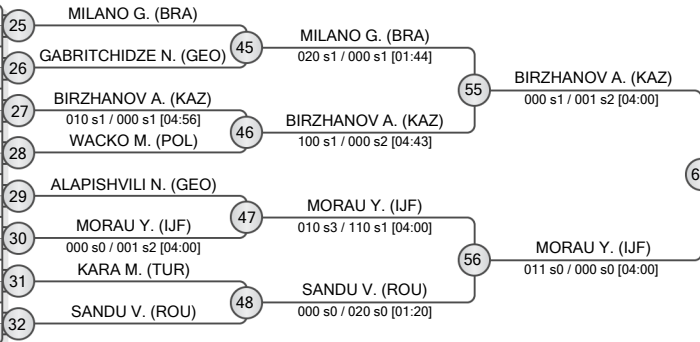 25
MILANO G. (BRA)
26
GABRITCHIDZE N. (GEO)
27
BIRZHANOV A. (KAZ)
010 s1 / 000 s1 [04:56]
28
WACKO M. (POL)
29
ALAPISHVILI N. (GEO)
30
MORAU Y. (IJF)
000 s0 / 001 s2 [04:00]
31
KARA M. (TUR)
32
SANDU V. (ROU)
45
MILANO G. (BRA)
020 s1 / 000 s1 [01:44]
46
BIRZHANOV A. (KAZ)
100 s1 / 000 s2 [04:43]
47
MORAU Y. (IJF)
010 s3 / 110 s1 [04:00]
48
SANDU V. (ROU)
000 s0 / 020 s0 [01:20]
55
BIRZHANOV A. (KAZ)
000 s1 / 001 s2 [04:00]
56
MORAU Y. (IJF)
011 s0 / 000 s0 [04:00]